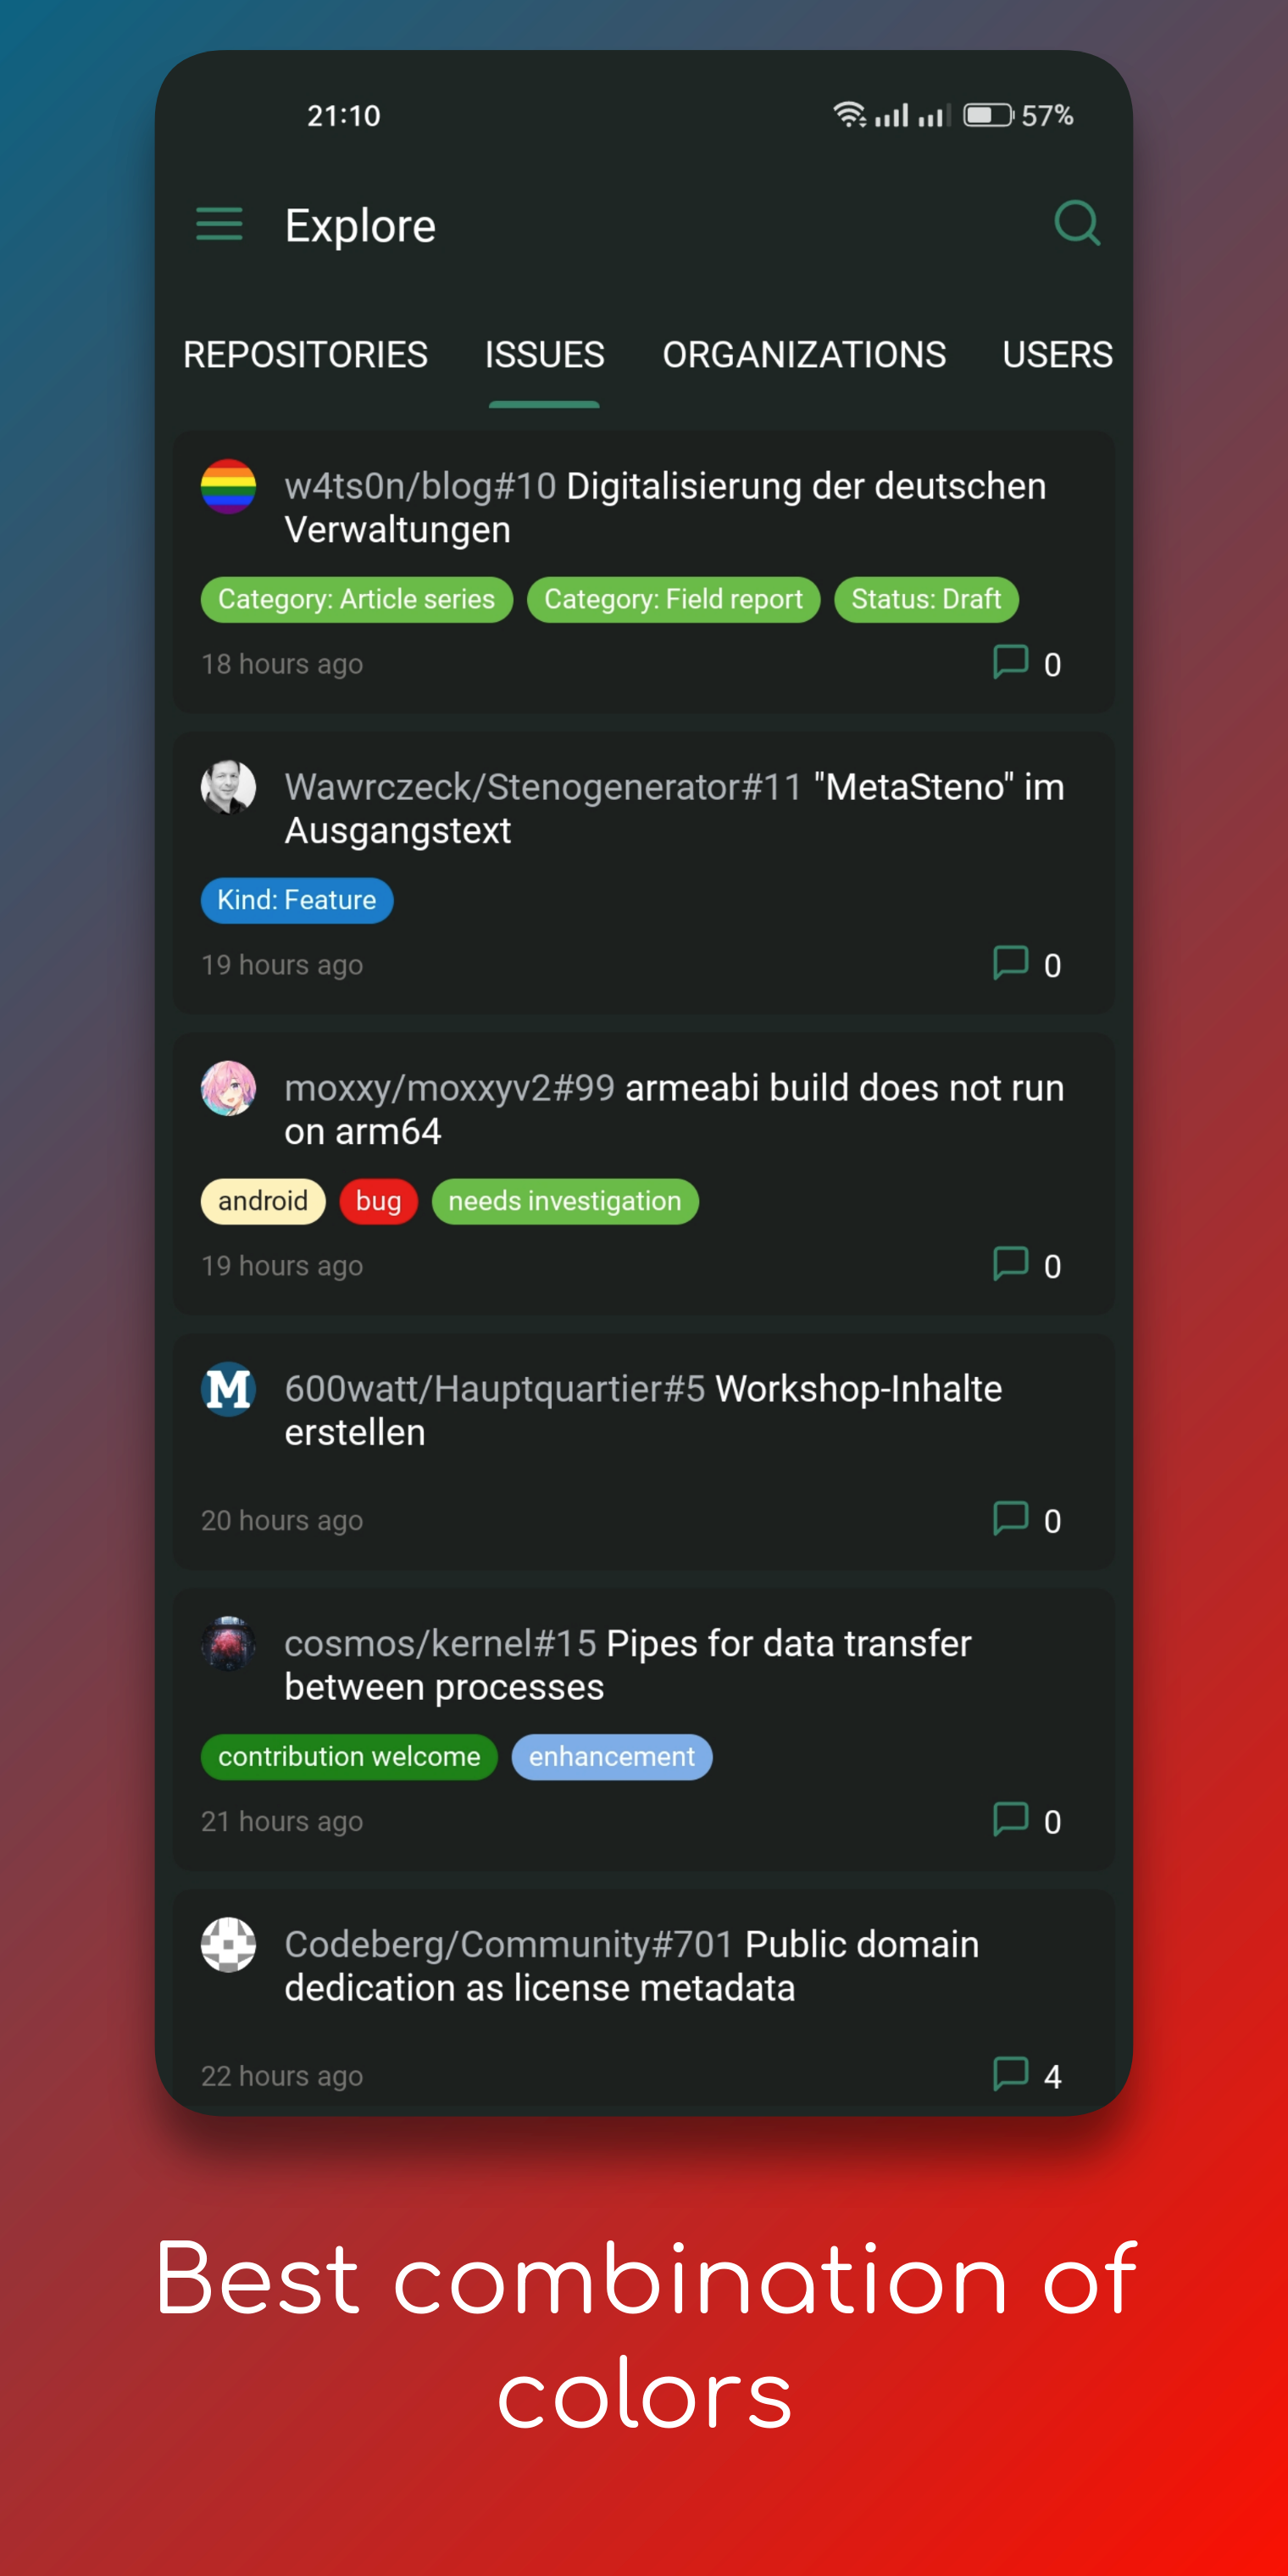 21:10 57%
Explore
REPOSITORIES ISSUES ORGANIZATIONS USERS
w4ts0n/blog#10 Digitalisierung der deutschen
Verwaltungen
Category: Article series Category: Field report Status: Draft
18 hours ago 0
Wawrczeck/Stenogenerator#11 "MetaSteno" im
Ausgangstext
Kind: Feature
19 hours ago 0
moxxy/moxxyv2#99 armeabi build does not run
on arm64
android bug needs investigation
19 hours ago 0
M 600watt/Hauptquartier#5 Workshop-Inhalte
erstellen
20 hours ago 0
cosmos/kernel#15 Pipes for data transfer
between processes
contribution welcome enhancement
21 hours ago 0
Codeberg/Community#701 Public domain
dedication as license metadata
22 hours ago 4
Best combination of
colors